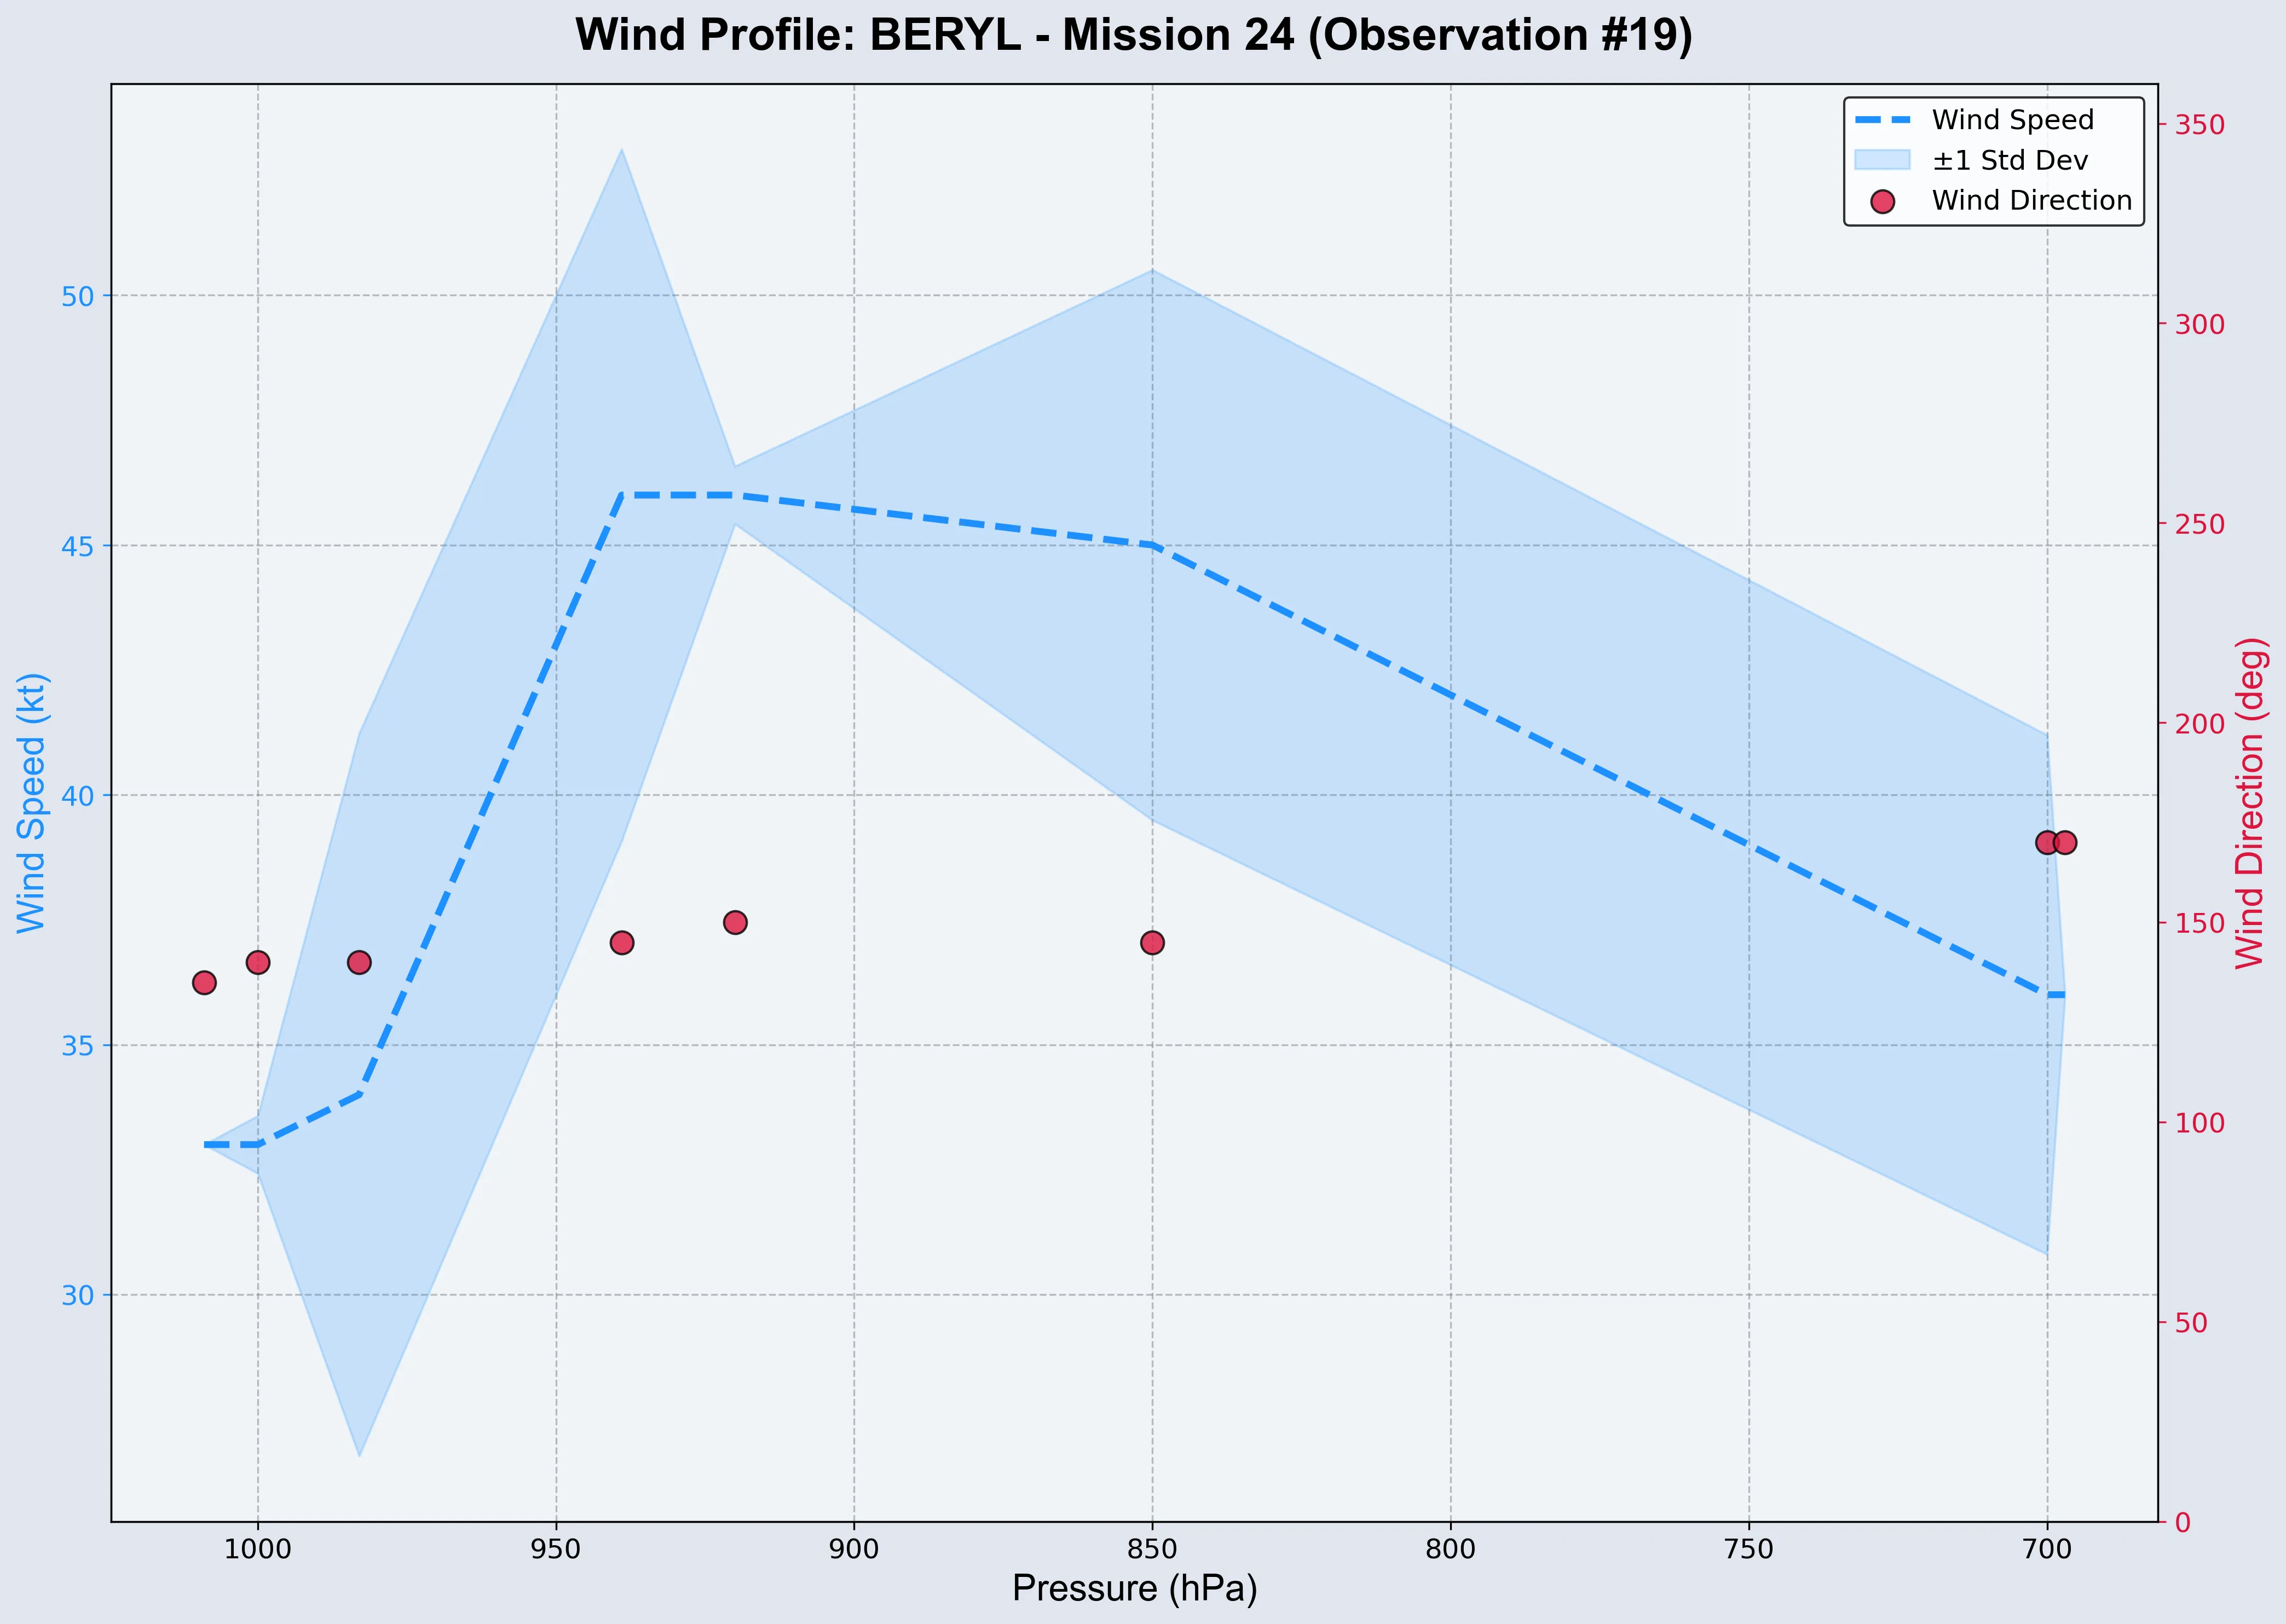 Wind Profile: BERYL - Mission 24 (Observation #19)
Wind Speed
±1 Std Dev
Wind Direction
Wind Speed (kt)
50
45
40
35
30
350
300
250
200
150
100
50
0
Wind Direction (deg)
1000
950
900
850
800
750
700
Pressure (hPa)